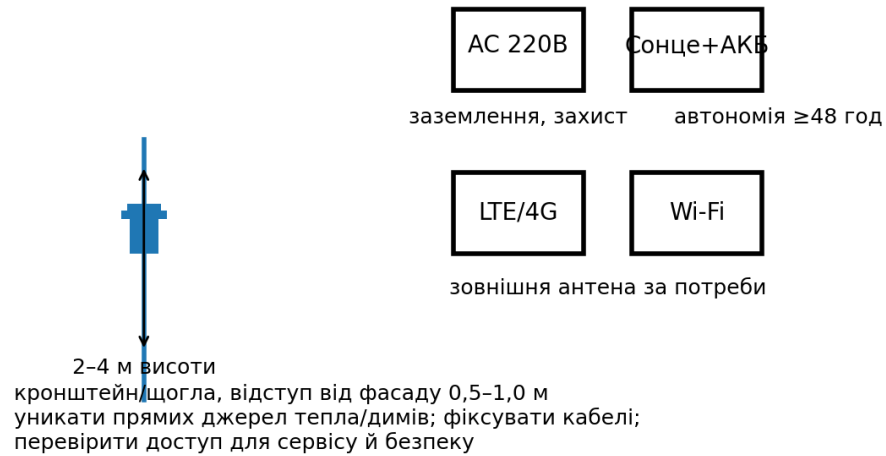 АС 220В
Сонце+АКБ
заземлення, захист
автономія ≥48 год
LTE/4G
Wi-Fi
зовнішня антена за потреби
2–4 м висоти
кронштейн/щогла, відступ від фасаду 0,5–1,0 м
уникати прямих джерел тепла/димів; фіксувати кабелі;
перевірити доступ для сервісу й безпеку